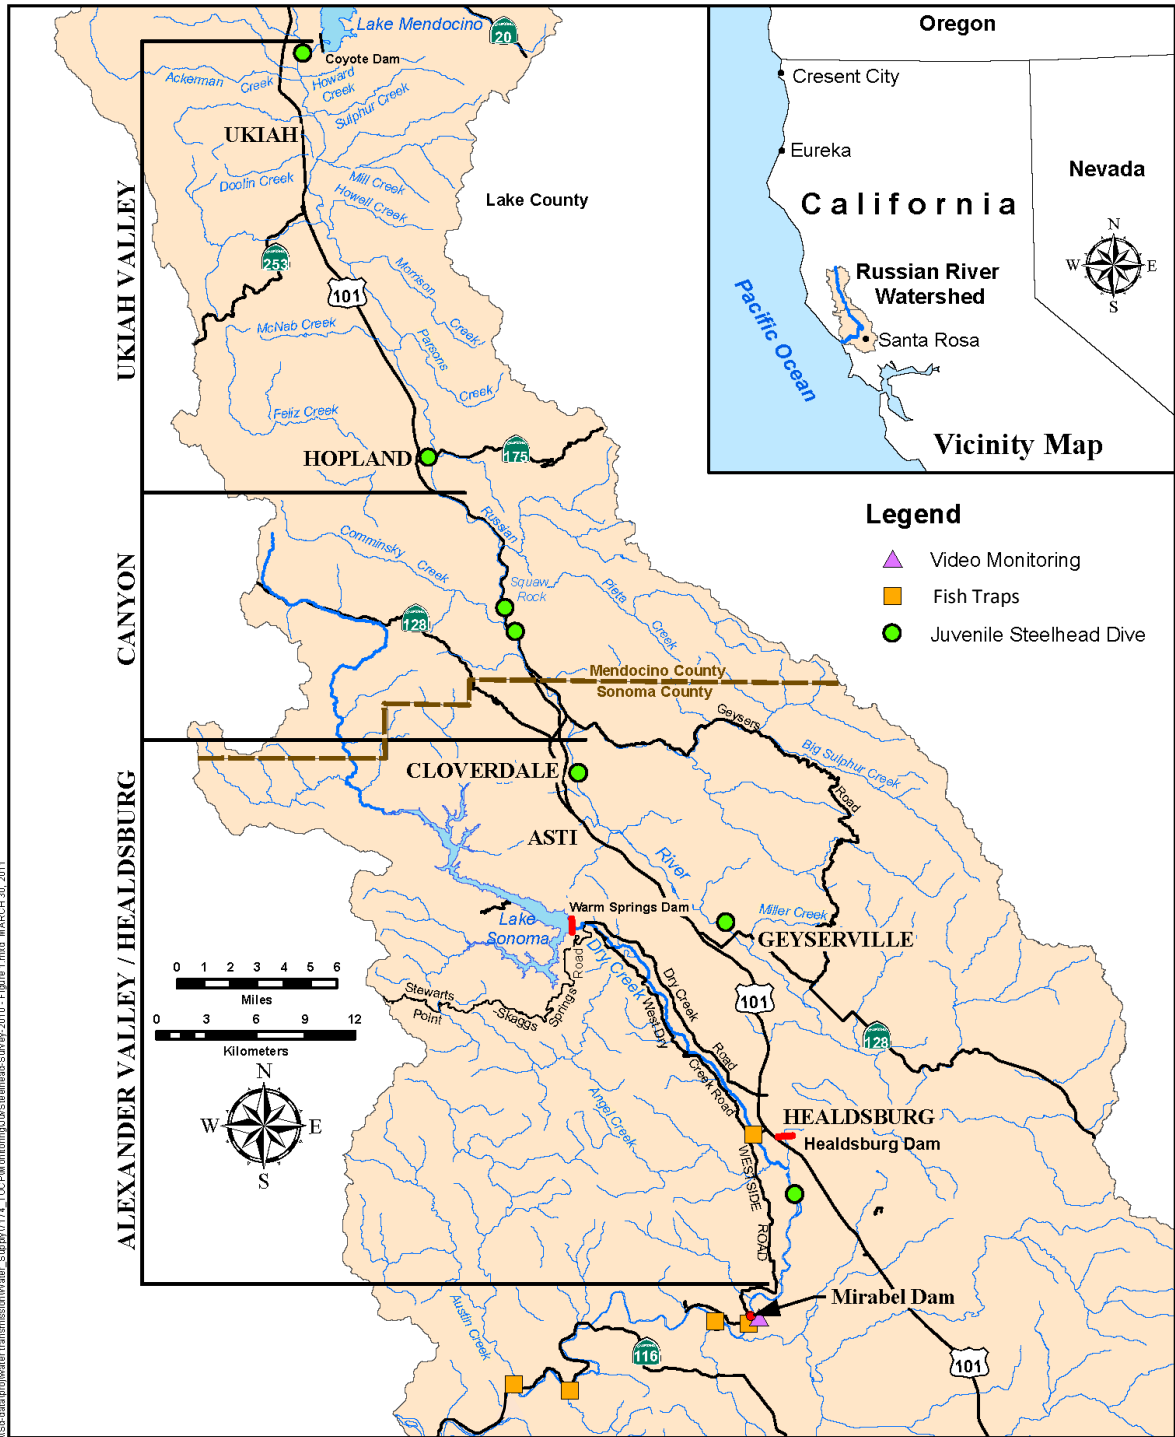 Lake Mendocino
20
Coyote Dam
Ackerman Creek
Howard
Creek
Sulphur Creek
UKIAH
Doolin Creek
Mill Creek
Howell Creek
Lake County
253
101
Morrison
Creek
McNab Creek
Parsons
Creek
Feliz Creek
HOPLAND
175
UKIAH VALLEY
Oregon
Cresent City
Eureka
Nevada
California
N
W
E
S
Russian River
Watershed
Santa Rosa
Pacific Ocean
Vicinity Map
Legend
Video Monitoring
Fish Traps
Juvenile Steelhead Dive
CANYON
Russian
Comminsky
Creek
Squaw
Rock
Pieta
Creek
128
Mendocino County
Sonoma County
Geysers
Road
Big Sulphur Creek
CLOVERDALE
ASTI
River
Miller Creek
GEYSERVILLE
ALEXANDER VALLEY / HEALDSBURG
Warm Springs Dam
Lake
Sonoma
Dry Creek
Dry Creek
Road
West Dry
Creek Road
101
128
Stewarts
Point
-Skaggs
Springs
Road
0 1 2 3 4 5 6
Miles
0 3 6 9 12
Kilometers
N
W
E
S
Angel Creek
HEALDSBURG
Healdsburg Dam
WESTSIDE
ROAD
Mirabel Dam
Austin Creek
116
101